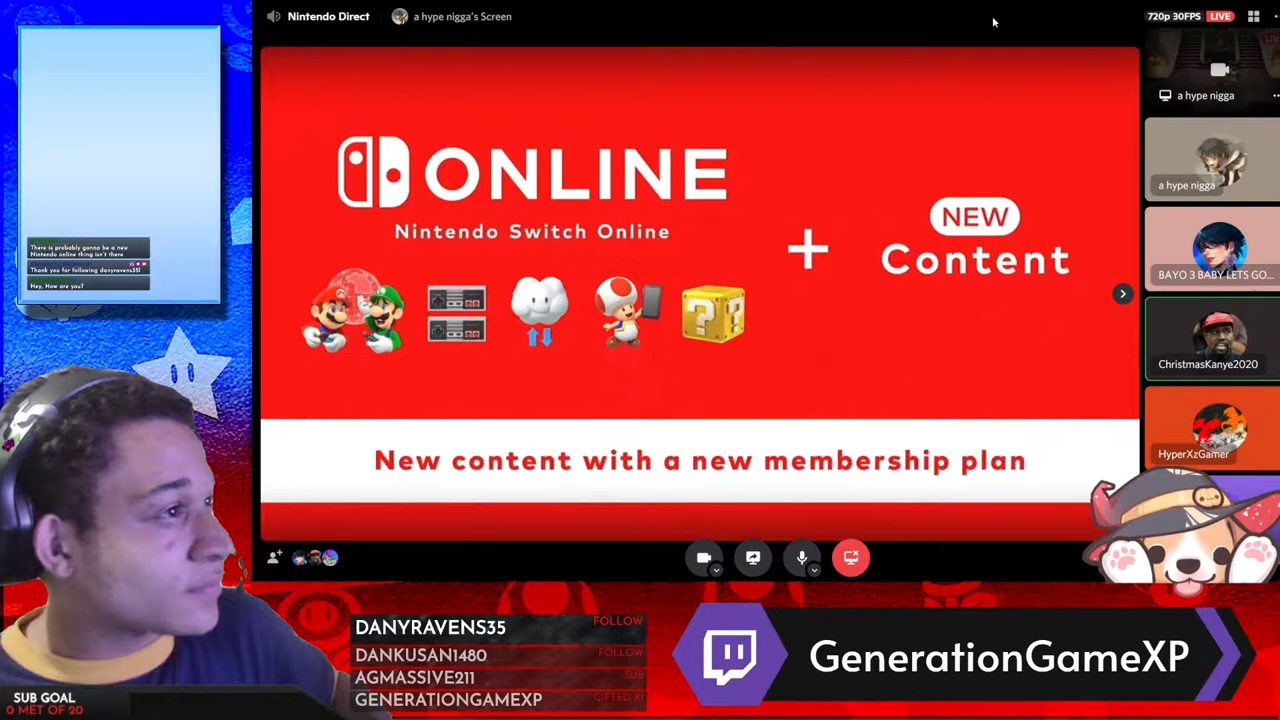 Nintendo Direct
a hype nigga's Screen
720p 30FPS
LIVE
There is probably gonna be a new
Nintendo online thing isn't there
Thank you for following danyravens35!
Hey, How are you?
ONLINE
Nintendo Switch Online
+
NEW
Content
New content with a new membership plan
a hype nigga
a hype nigga
BAYO 3 BABY LETS GO...
ChristmasKanye2020
HyperXzGamer
DANYRAVENS35 FOLLOW
DANKUSAN1480 FOLLOW
AGMASSIVE211 SUB
GENERATIONGAMEXP GIFTED X1
GenerationGameXP
SUB GOAL
0 MET OF 20